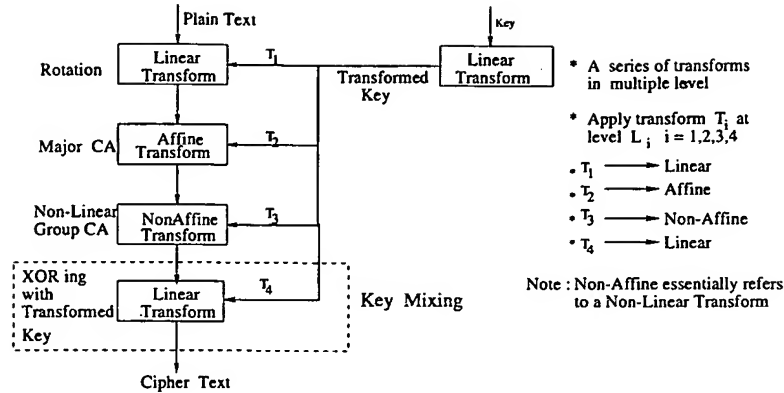 Plain Text
Key
Rotation
Linear
Transform
T1
Transformed
Key
Linear
Transform
Major CA
Affine
Transform
T2
Non-Linear
Group CA
NonAffine
Transform
T3
XOR ing
with
Transformed
Key
Linear
.Transform
T4
Key Mixing
Cipher Text
* A series of transforms
in multiple level
* Apply transform Ti at
level Li i = 1,2,3,4
* T1 Linear
* T2 Affine
* T3 Non-Affine
* T4 Linear
Note : Non-Affine essentially refers
to a Non-Linear Transform